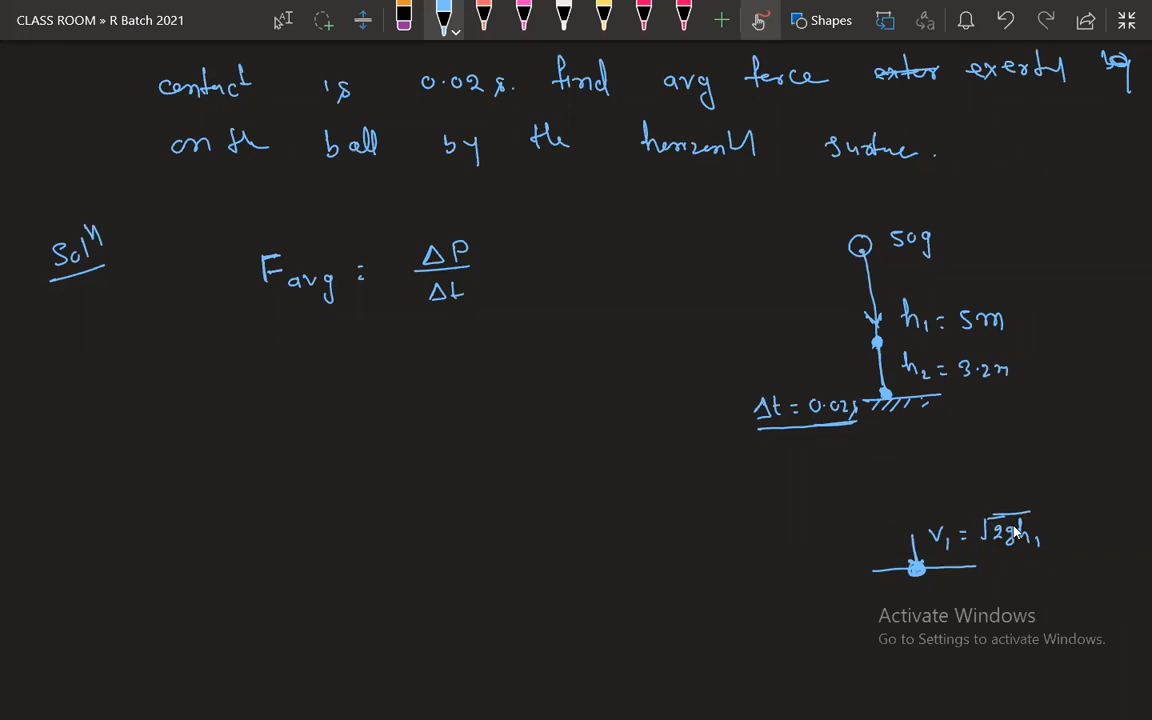 CLASS ROOM » R Batch 2021
Shapes
contact is 0.02 s. find avg force exerted by
on the ball by the horizontal surface.
Solⁿ
F avg = ΔP / Δt
50g
h₁ = 5m
h₂ = 3.2m
Δt = 0.02s
v₁ = √2gh₁
Activate Windows
Go to Settings to activate Windows.